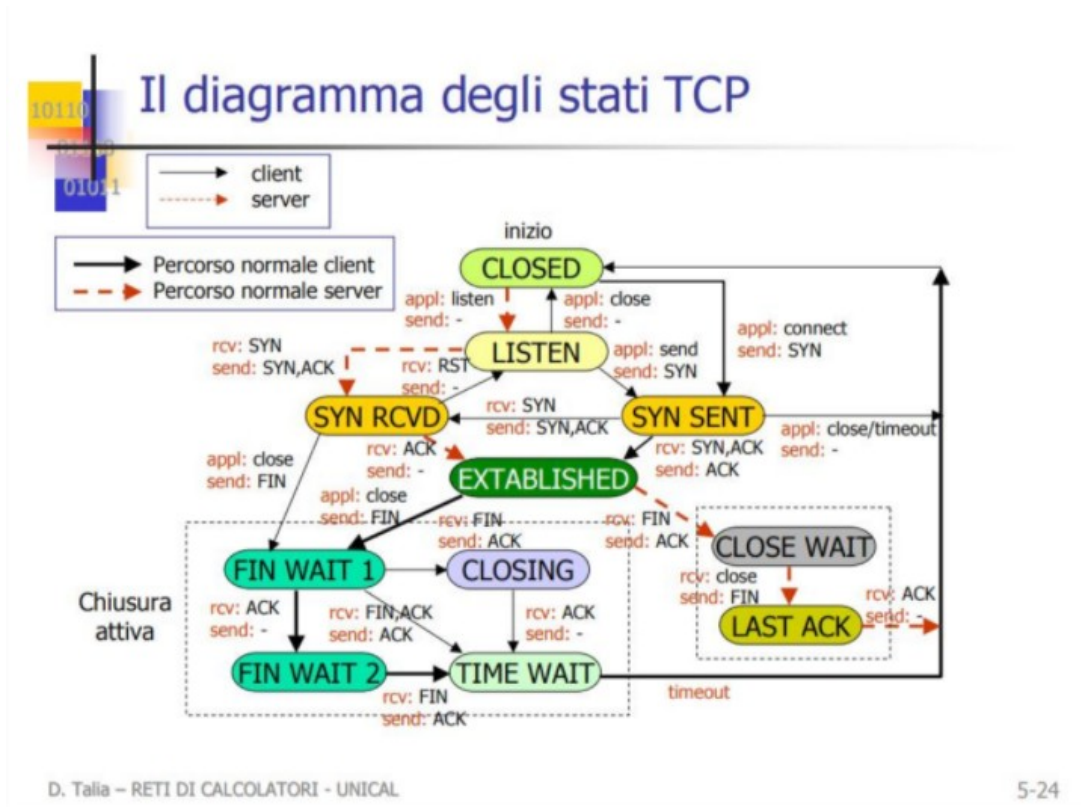 Il diagramma degli stati TCP
10110
01011
client
server
Percorso normale client
Percorso normale server
inizio
CLOSED
appl: listen
send: -
appl: close
send: -
appl: connect
send: SYN
LISTEN
rcv: SYN
send: SYN,ACK
rcv: RST
send: -
appl: send
send: SYN
SYN RCVD
rcv: SYN
send: SYN,ACK
SYN SENT
appl: close/timeout
send: -
rcv: ACK
send: -
rcv: SYN,ACK
send: ACK
appl: close
send: FIN
EXTABLISHED
appl: close
send: FIN
rcv: FIN
send: ACK
rcv: FIN
send: ACK
CLOSE WAIT
FIN WAIT 1
CLOSING
rcv: close
send: FIN
Chiusura
attiva
rcv: ACK
send: -
rcv: FIN,ACK
send: ACK
rcv: ACK
send: -
LAST ACK
rcv: ACK
send: -
FIN WAIT 2
TIME WAIT
rcv: FIN
send: ACK
timeout
D. Talia – RETI DI CALCOLATORI - UNICAL
5-24